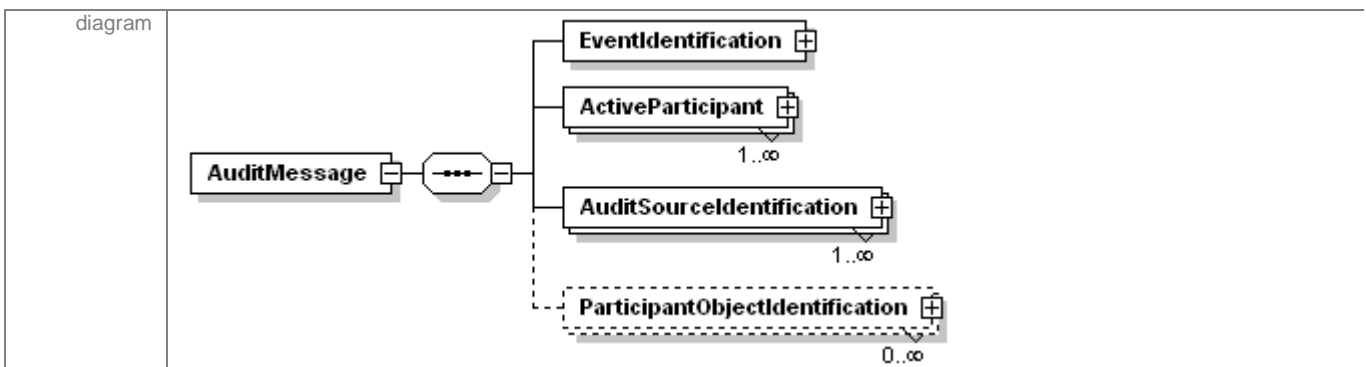 diagram
EventIdentification
ActiveParticipant
1..∞
AuditMessage
AuditSourceIdentification
1..∞
ParticipantObjectIdentification
0..∞